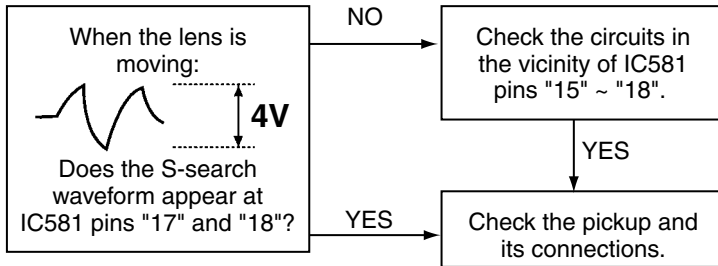 When the lens is
moving:
4V
Does the S-search
waveform appear at
IC581 pins "17" and "18"?
NO
Check the circuits in
the vicinity of IC581
pins "15" ~ "18".
YES
YES
Check the pickup and
its connections.